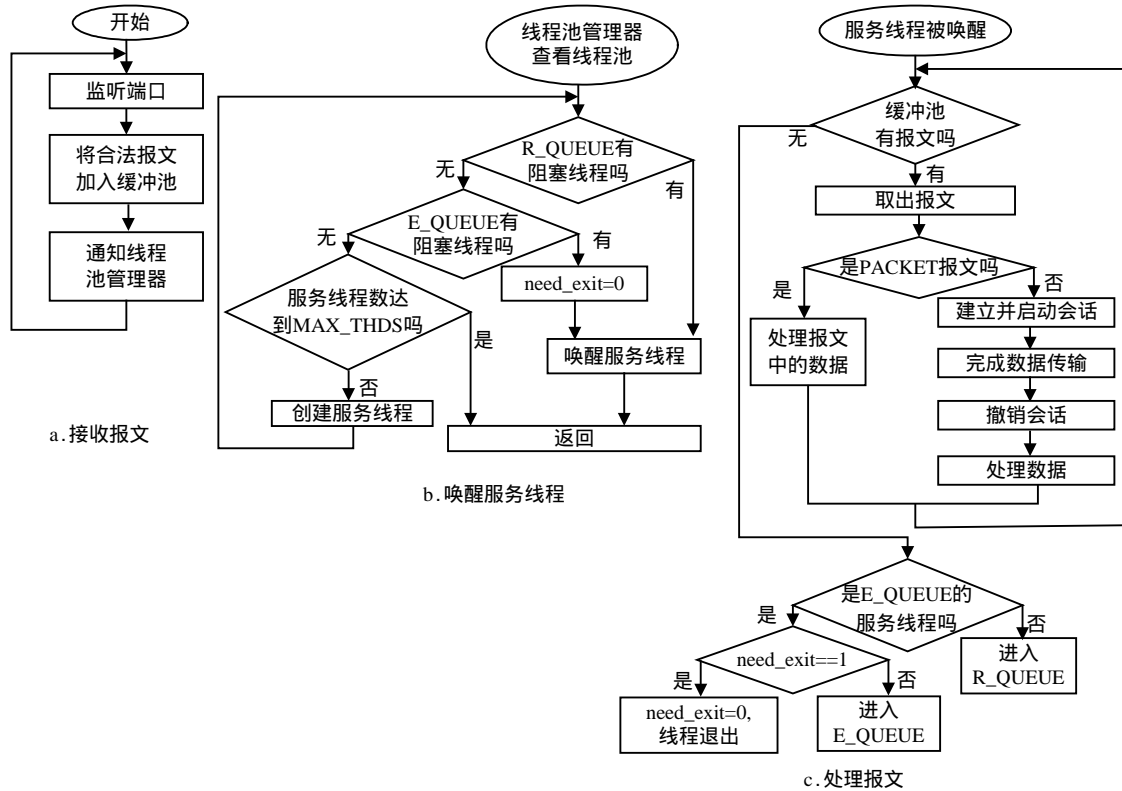 开始
监听端口
将合法报文
加入缓冲池
通知线程
池管理器
a.接收报文
线程池管理器
查看线程池
R_QUEUE有
阻塞线程吗
无
有
E_QUEUE有
阻塞线程吗
无
有
need_exit=0
服务线程数达
到MAX_THDS吗
是
唤醒服务线程
否
创建服务线程
返回
b.唤醒服务线程
服务线程被唤醒
缓冲池
有报文吗
无
有
取出报文
是PACKET报文吗
是
否
处理报文
中的数据
建立并启动会话
完成数据传输
撤销会话
处理数据
是E_QUEUE的
服务线程吗
是
否
need_exit==1
进入
R_QUEUE
是
否
need_exit=0,
线程退出
进入
E_QUEUE
c.处理报文